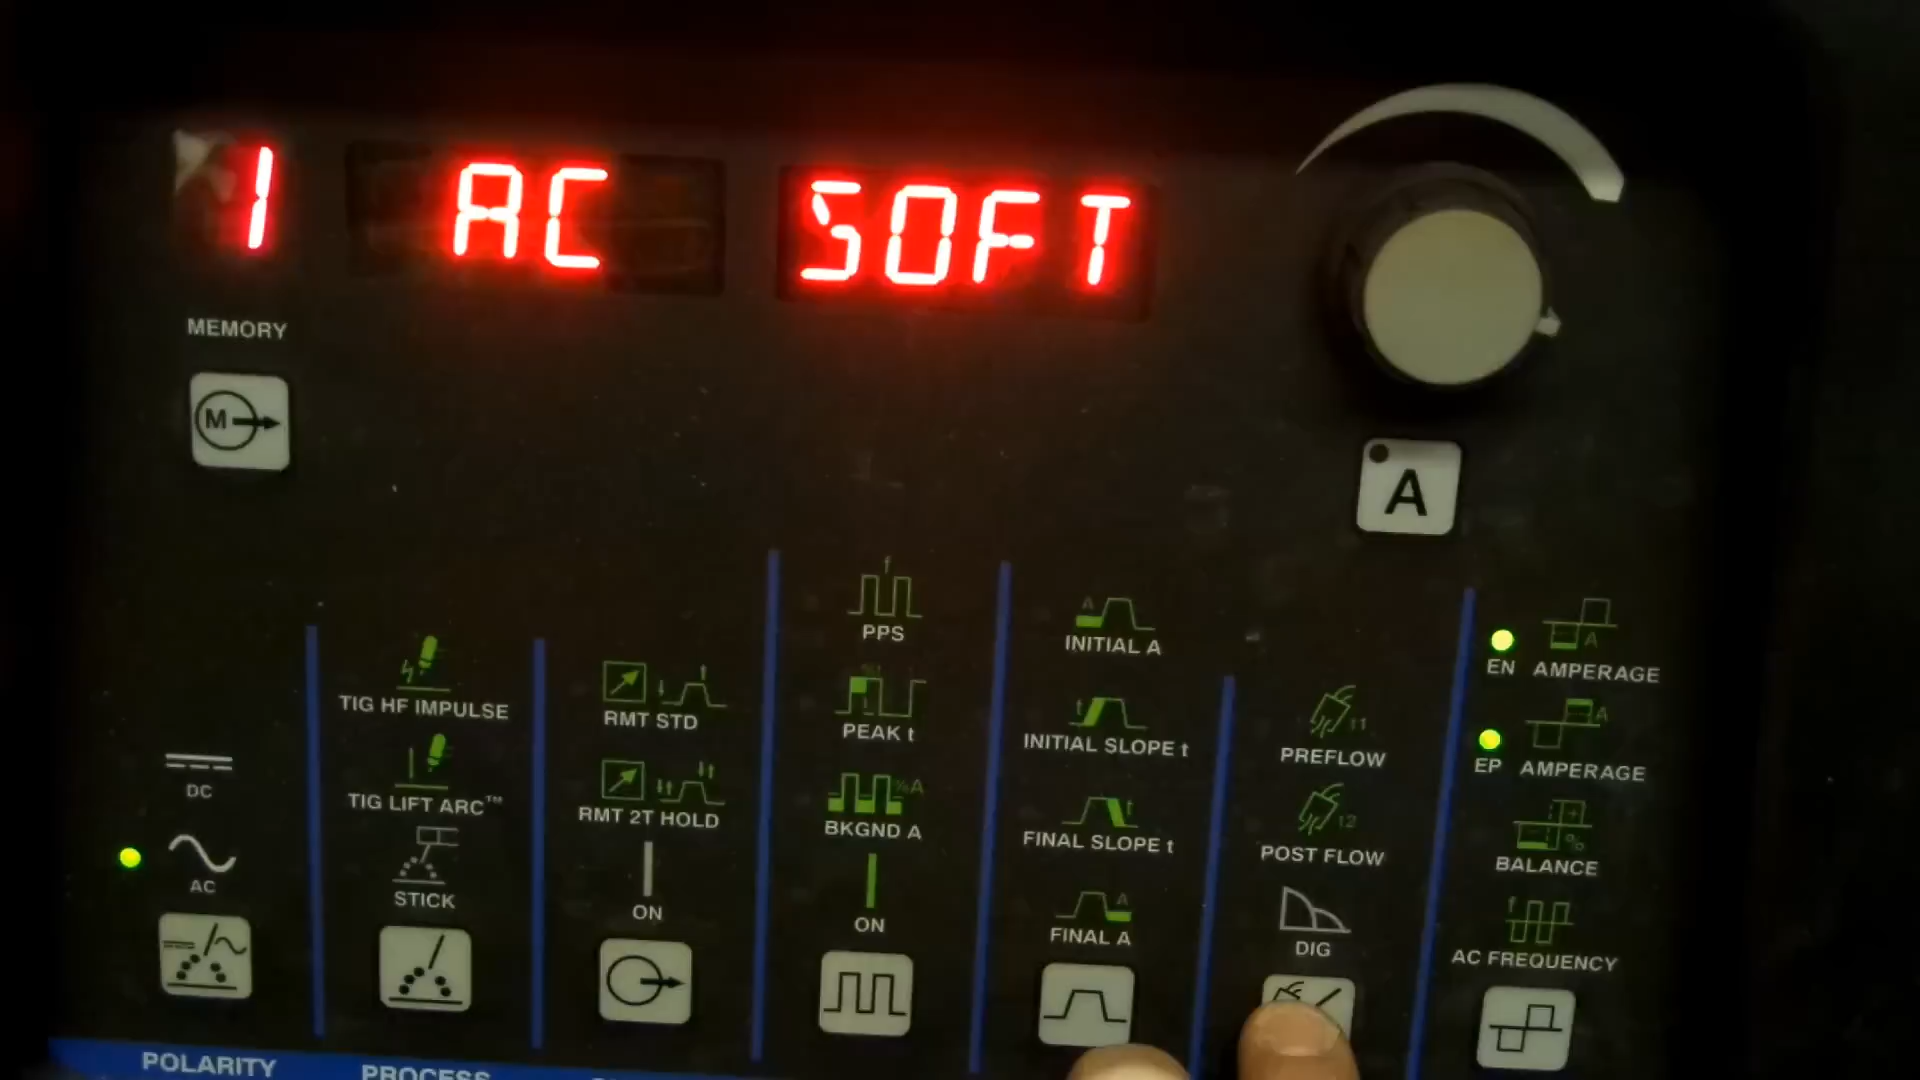 1 AC SOFT
MEMORY
M
A
PPS
INITIAL A
EN AMPERAGE
TIG HF IMPULSE
RMT STD
PEAK t
INITIAL SLOPE t
PREFLOW
EP AMPERAGE
DC
TIG LIFT ARC™
RMT 2T HOLD
BKGND A
FINAL SLOPE t
POST FLOW
BALANCE
AC
STICK
ON
ON
FINAL A
DIG
AC FREQUENCY
POLARITY
PROCESS